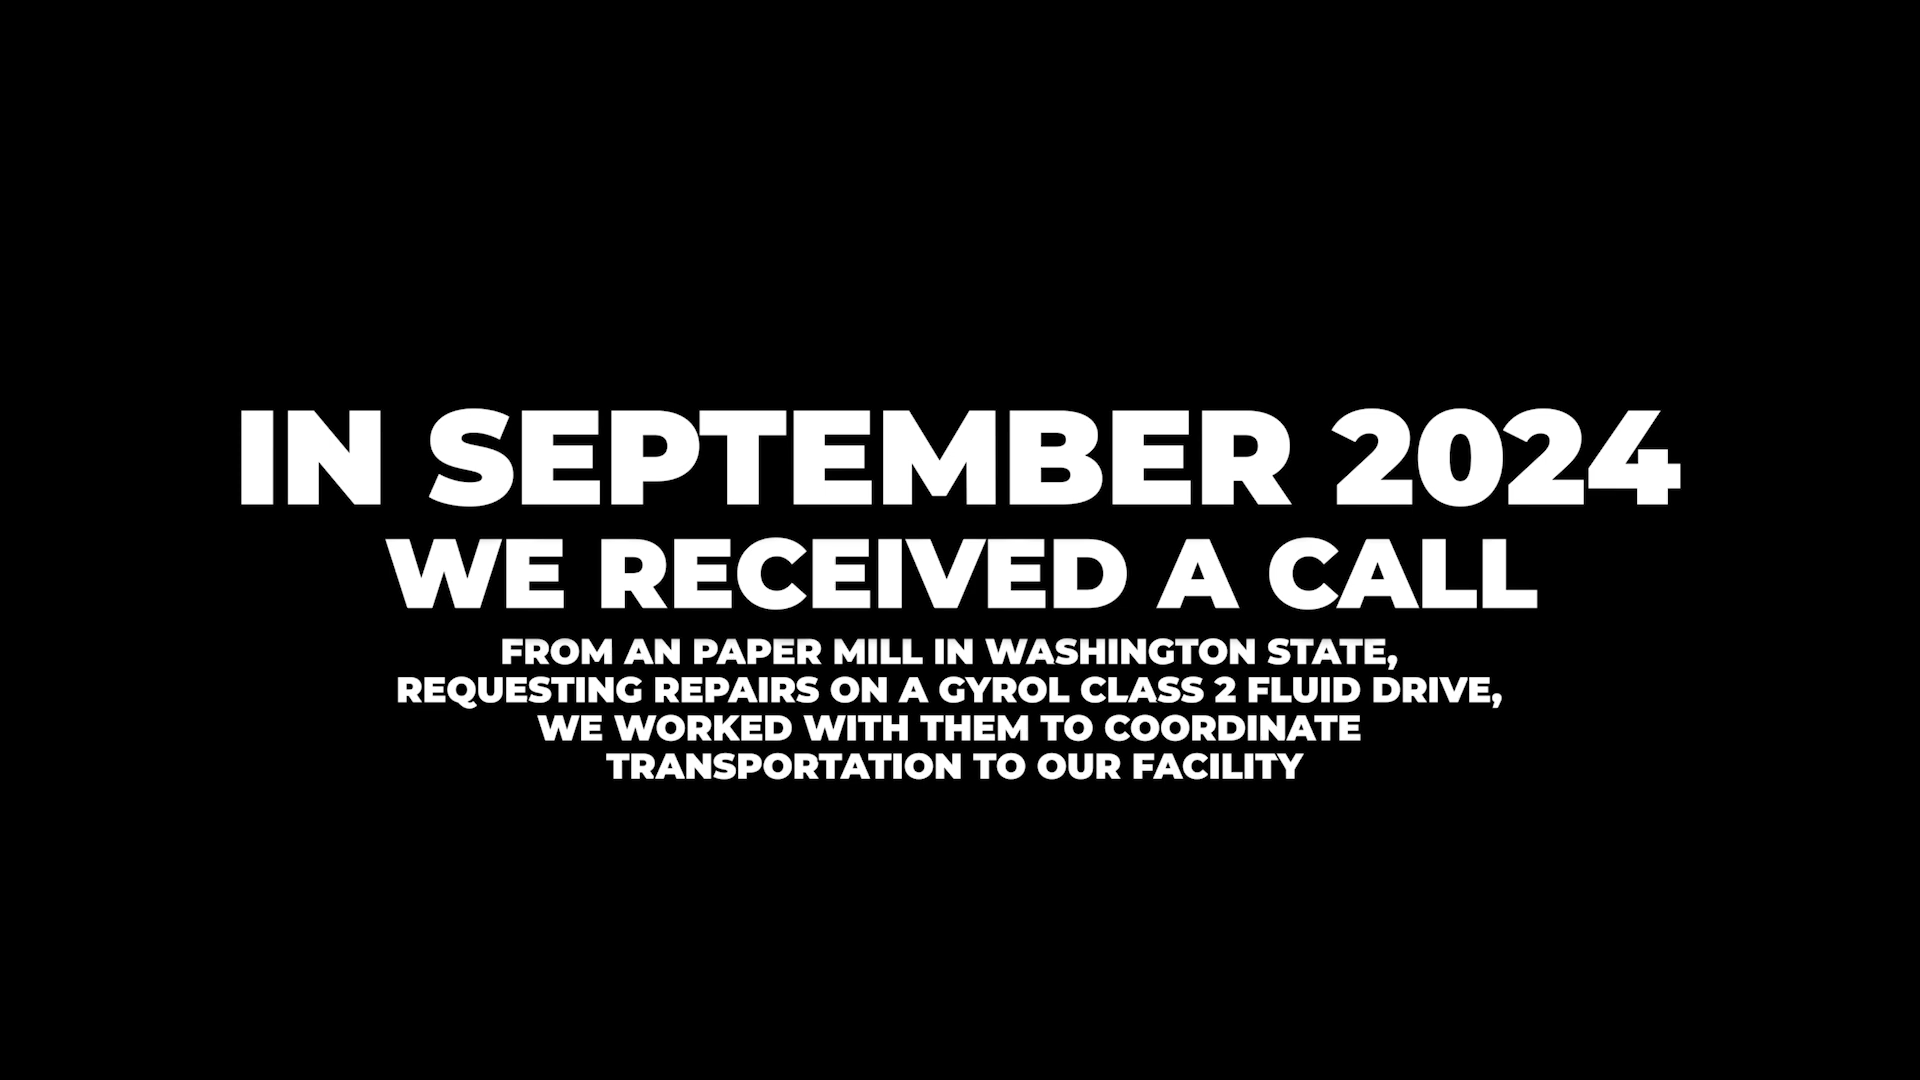 IN SEPTEMBER 2024
WE RECEIVED A CALL
FROM AN PAPER MILL IN WASHINGTON STATE,
REQUESTING REPAIRS ON A GYROL CLASS 2 FLUID DRIVE,
WE WORKED WITH THEM TO COORDINATE
TRANSPORTATION TO OUR FACILITY